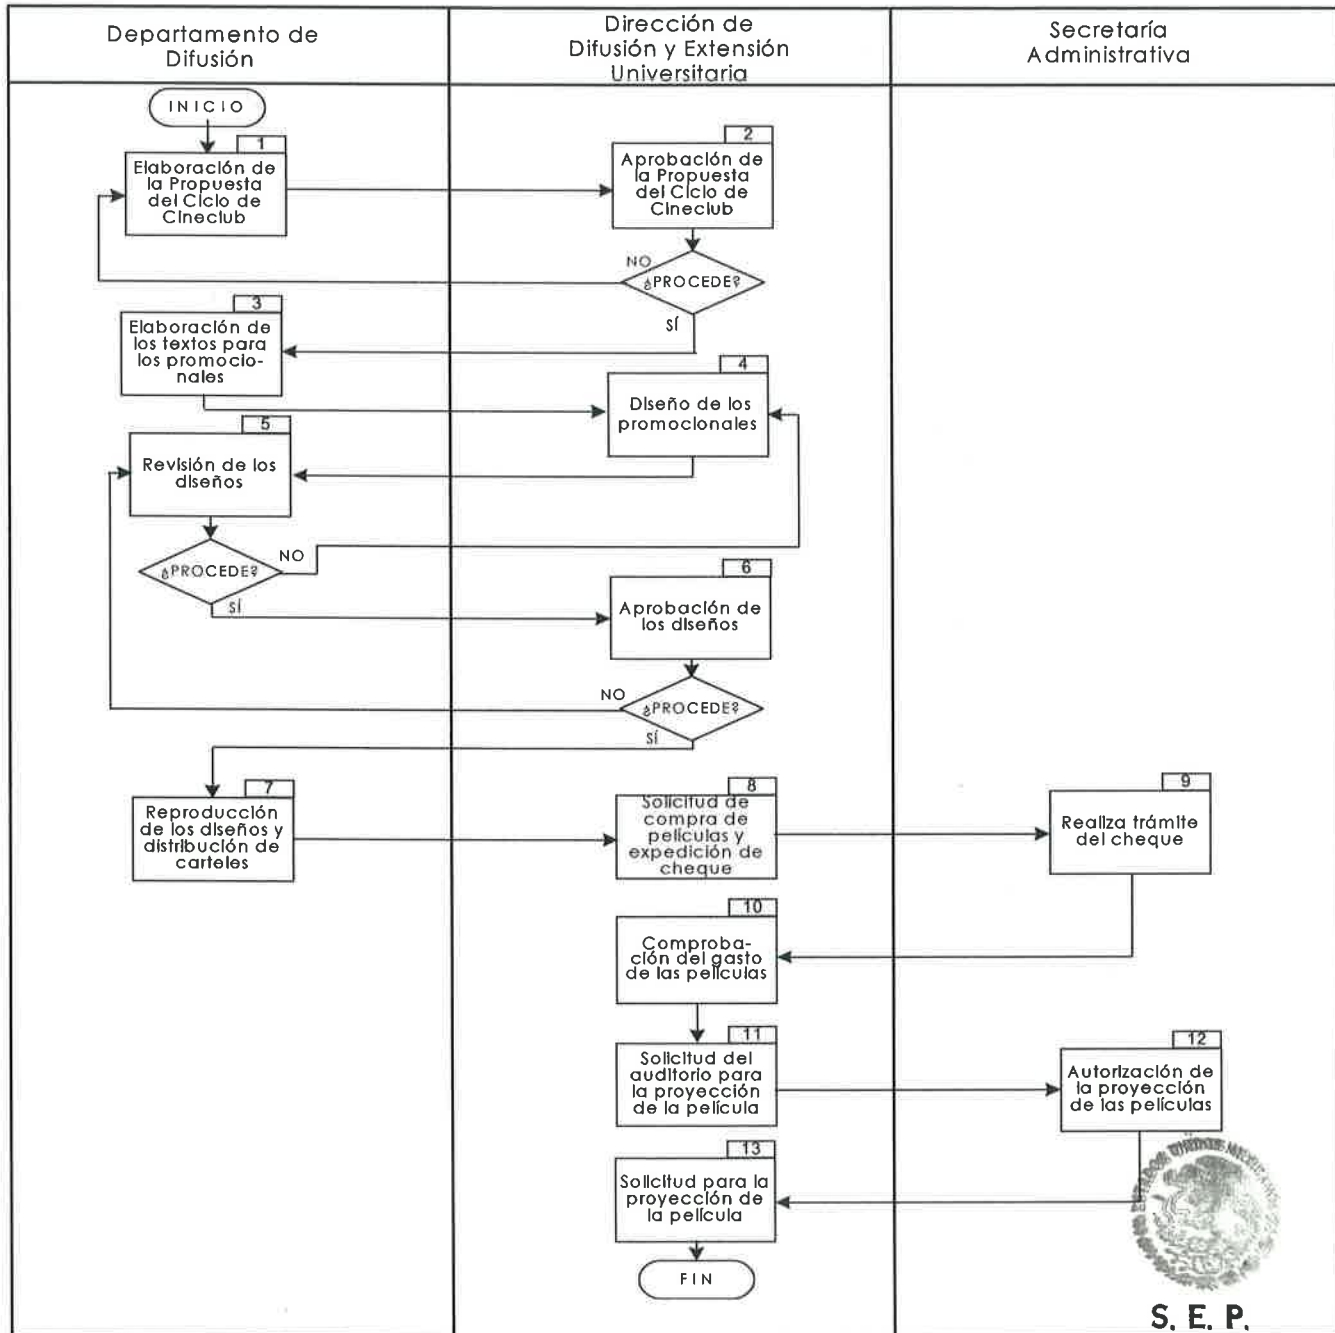 Departamento de
Difusión
Dirección de
Difusión y Extensión
Universitaria
Secretaría
Administrativa
INICIO
1
Elaboración de
la Propuesta
del Ciclo de
Cineclub
2
Aprobación de
la Propuesta
del Ciclo de
Cineclub
NO
¿PROCEDE?
SÍ
3
Elaboración de
los textos para
los promocio-
nales
4
Diseño de los
promocionales
5
Revisión de los
diseños
¿PROCEDE?
NO
SÍ
6
Aprobación de
los diseños
NO
¿PROCEDE?
SÍ
7
Reproducción
de los diseños y
distribución de
carteles
8
Solicitud de
compra de
películas y
expedición de
cheque
9
Realiza trámite
del cheque
10
Comproba-
ción del gasto
de las películas
11
Solicitud del
auditorio para
la proyección
de la película
12
Autorización de
la proyección
de las películas
13
Solicitud para la
proyección de
la película
FIN
ESTADOS UNIDOS MEXICANOS
S. E. P.